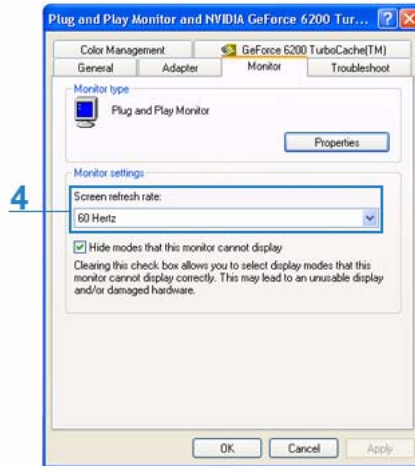 Plug and Play Monitor and NVIDIA GeForce 6200 Tur...
Color Management
GeForce 6200 TurboCache(TM)
General
Adapter
Monitor
Troubleshoot
Monitor type
Plug and Play Monitor
Properties
Monitor settings
4
Screen refresh rate:
60 Hertz
Hide modes that this monitor cannot display
Clearing this check box allows you to select display modes that this
monitor cannot display correctly. This may lead to an unusable display
and/or damaged hardware.
OK
Cancel
Apply